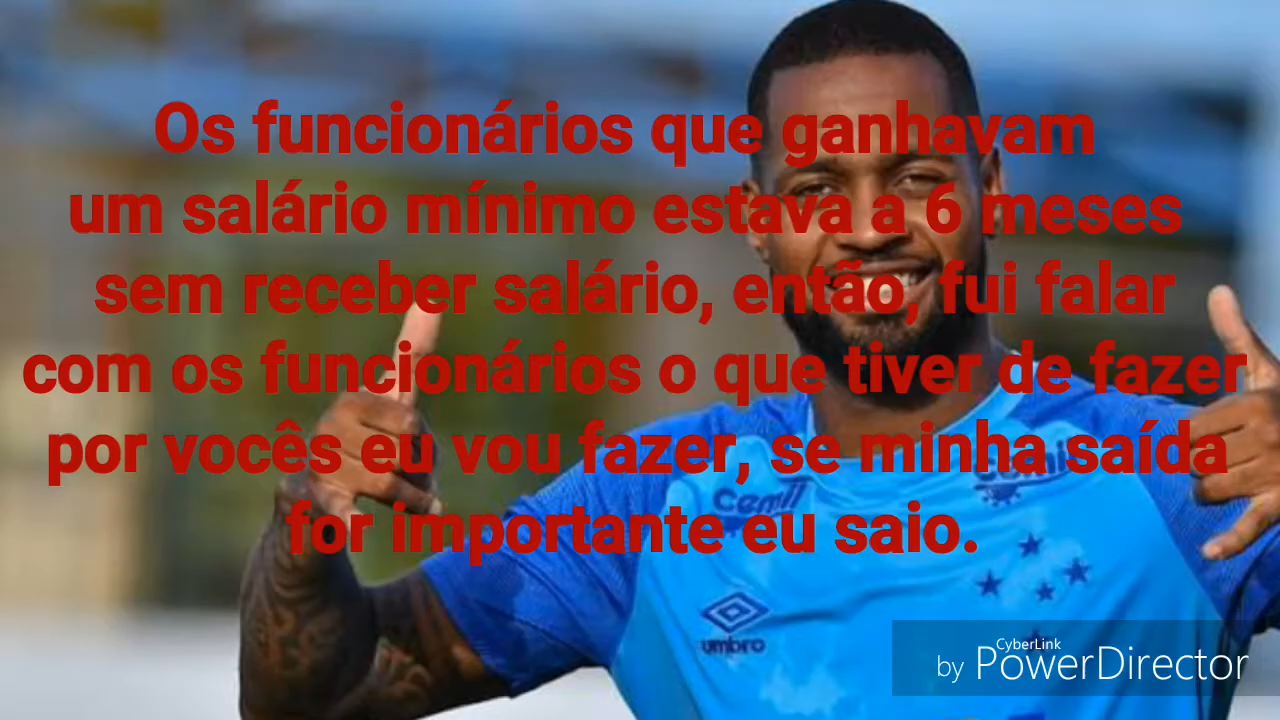 Os funcionários que ganhavam
um salário mínimo estava a 6 meses
sem receber salário, então, fui falar
com os funcionários o que tiver de fazer
por vocês eu vou fazer, se minha saída
for importante eu saio.
Cemil
Cemil
umbro
CyberLink
by PowerDirector